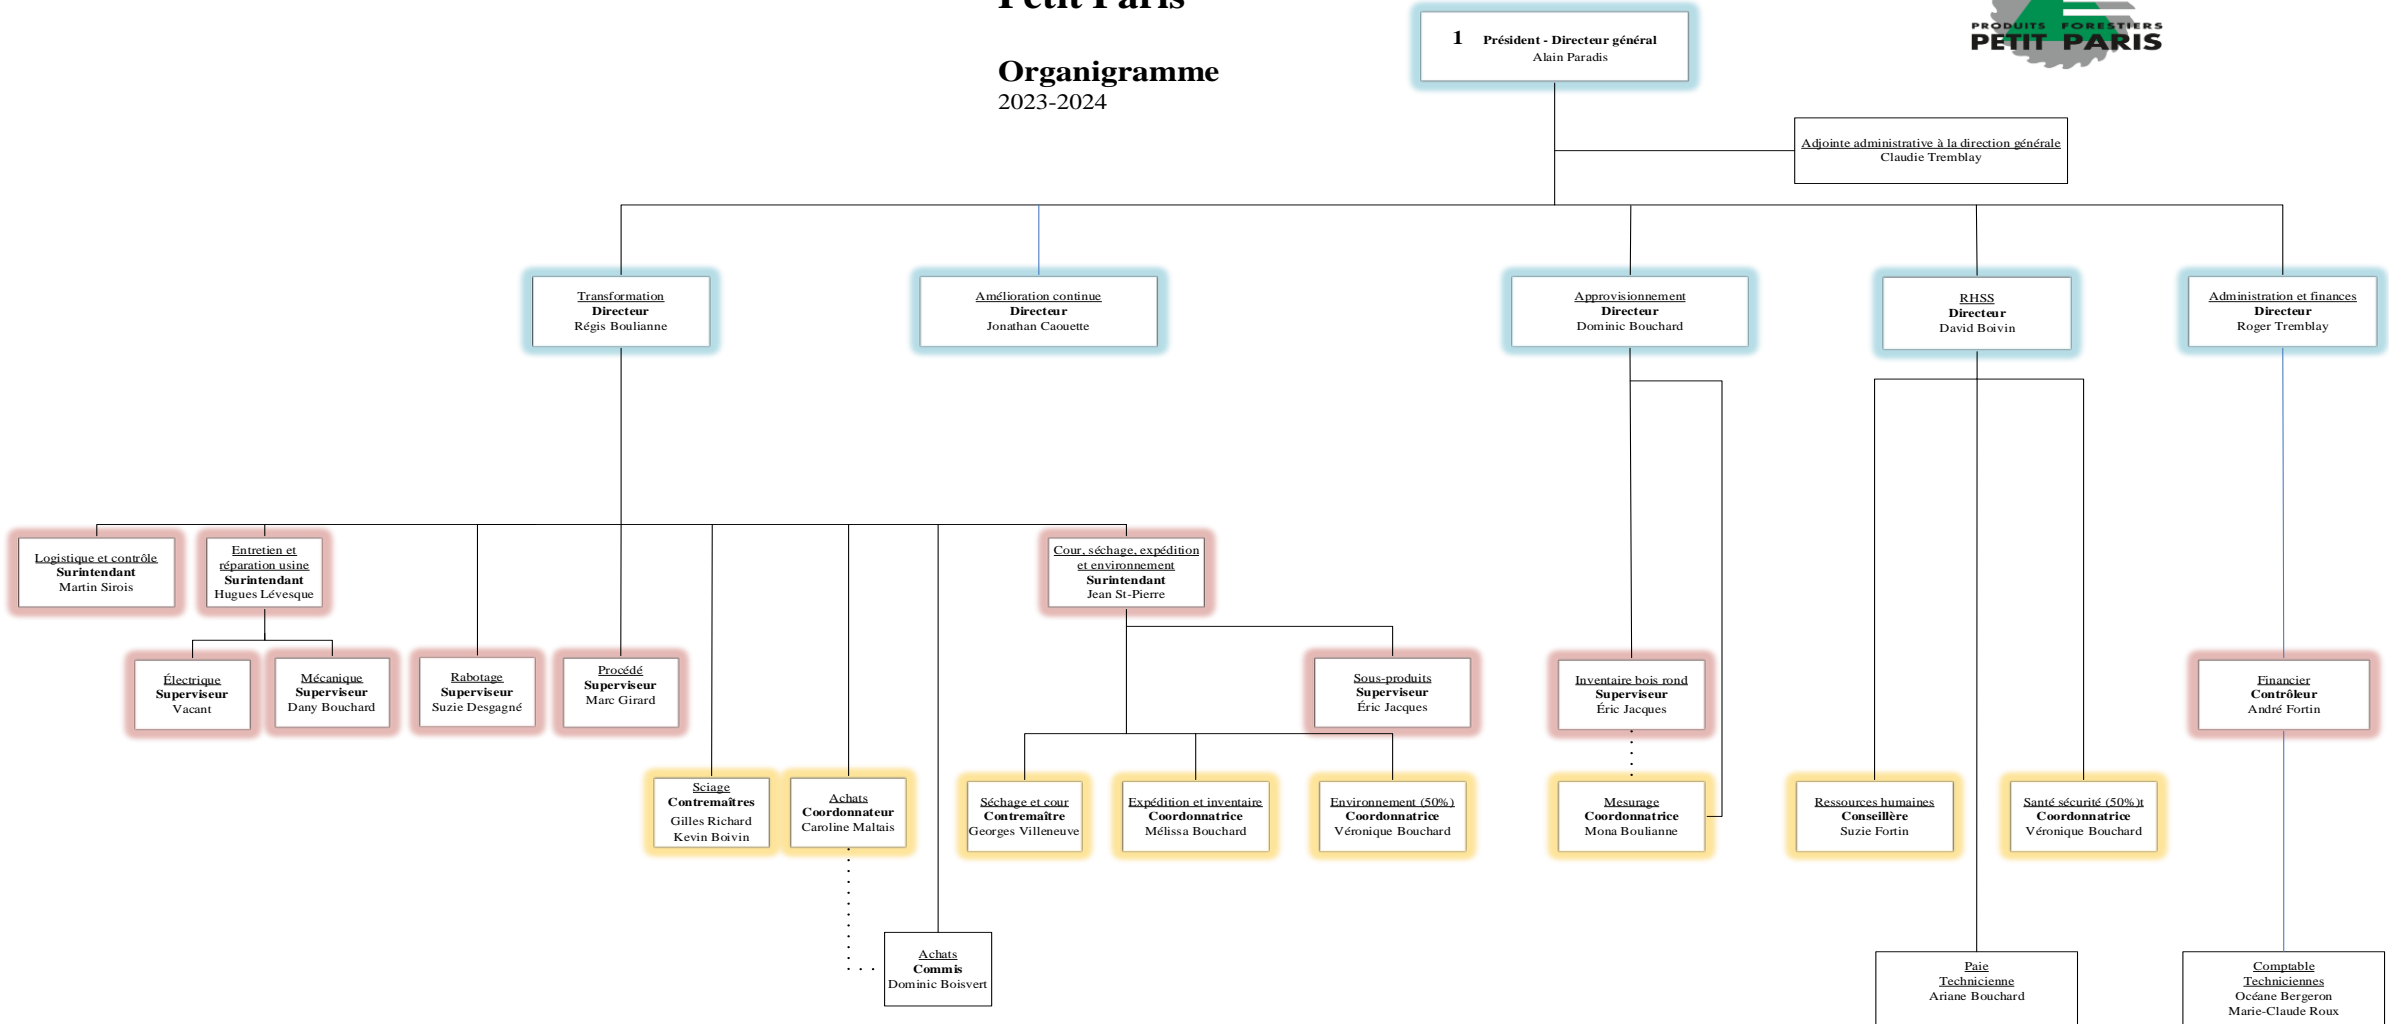 Petit Paris
Organigramme
2023-2024
1 Président - Directeur général
Alain Paradis
PRODUITS FORESTIERS
PETIT PARIS
Adjointe administrative à la direction générale
Claudie Tremblay
Transformation
Directeur
Régis Boulianne
Amélioration continue
Directeur
Jonathan Caouette
Approvisionnement
Directeur
Dominic Bouchard
RHSS
Directeur
David Boivin
Administration et finances
Directeur
Roger Tremblay
Logistique et contrôle
Surintendant
Martin Sirois
Entretien et
réparation usine
Surintendant
Hugues Lévesque
Cour, séchage, expédition
et environnement
Surintendant
Jean St-Pierre
Électrique
Superviseur
Vacant
Mécanique
Superviseur
Dany Bouchard
Rabotage
Superviseur
Suzie Desgagné
Procédé
Superviseur
Marc Girard
Sous-produits
Superviseur
Éric Jacques
Inventaire bois rond
Superviseur
Éric Jacques
Financier
Contrôleur
André Fortin
Sciage
Contremaîtres
Gilles Richard
Kevin Boivin
Achats
Coordonnateur
Caroline Maltais
Séchage et cour
Contremaître
Georges Villeneuve
Expédition et inventaire
Coordonnatrice
Mélissa Bouchard
Environnement (50%)
Coordonnatrice
Véronique Bouchard
Mesurage
Coordonnatrice
Mona Boulianne
Ressources humaines
Conseillère
Suzie Fortin
Santé sécurité (50%)t
Coordonnatrice
Véronique Bouchard
Achats
Commis
Dominic Boisvert
Paie
Technicienne
Ariane Bouchard
Comptable
Techniciennes
Océane Bergeron
Marie-Claude Roux